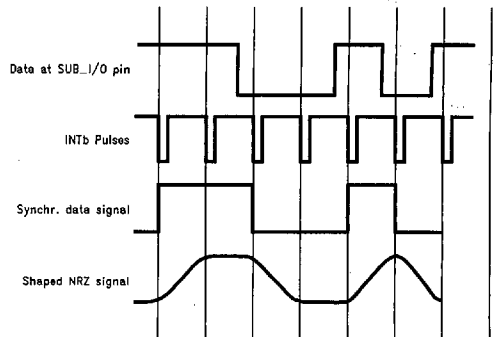 Data at SUB_I/O pin
INTb Pulses
Synchr. data signal
Shaped NRZ signal